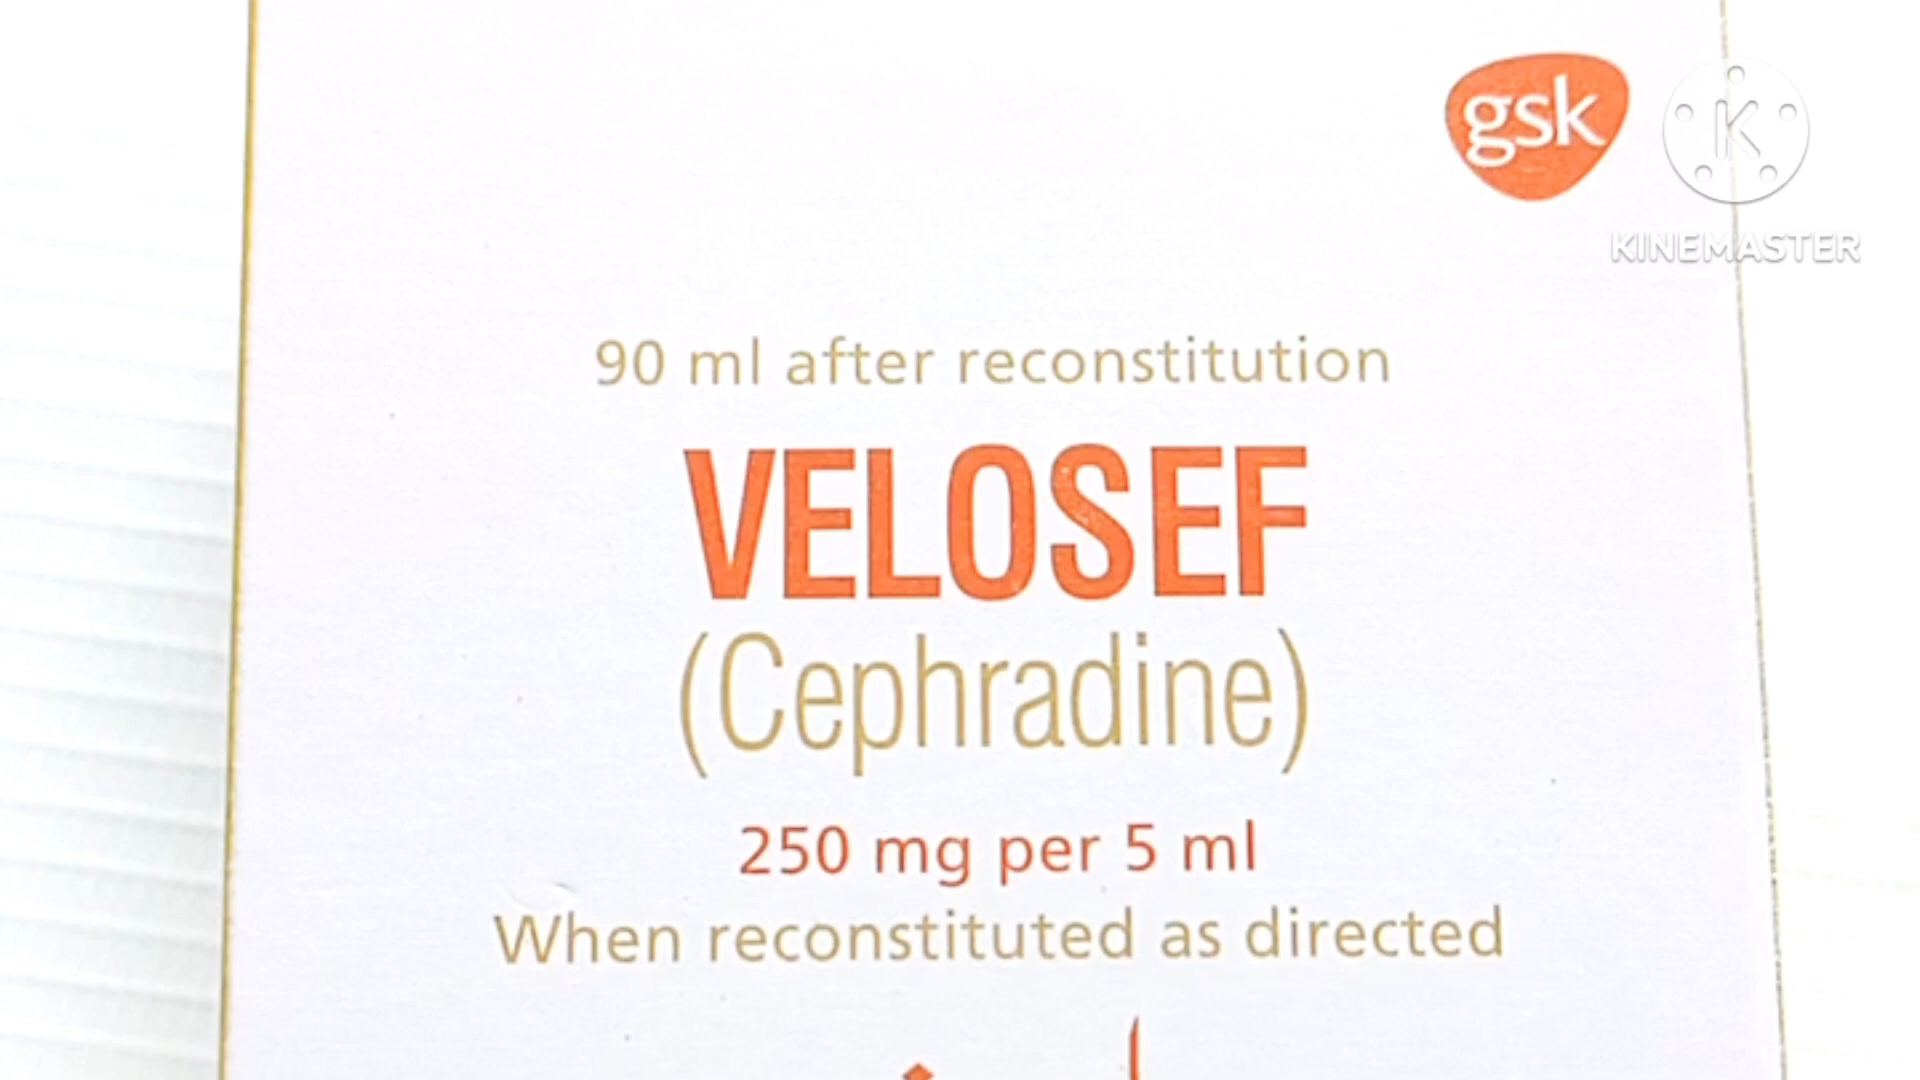 gsk
K
KINEMASTER
90 ml after reconstitution
VELOSEF
(Cephradine)
250 mg per 5 ml
When reconstituted as directed